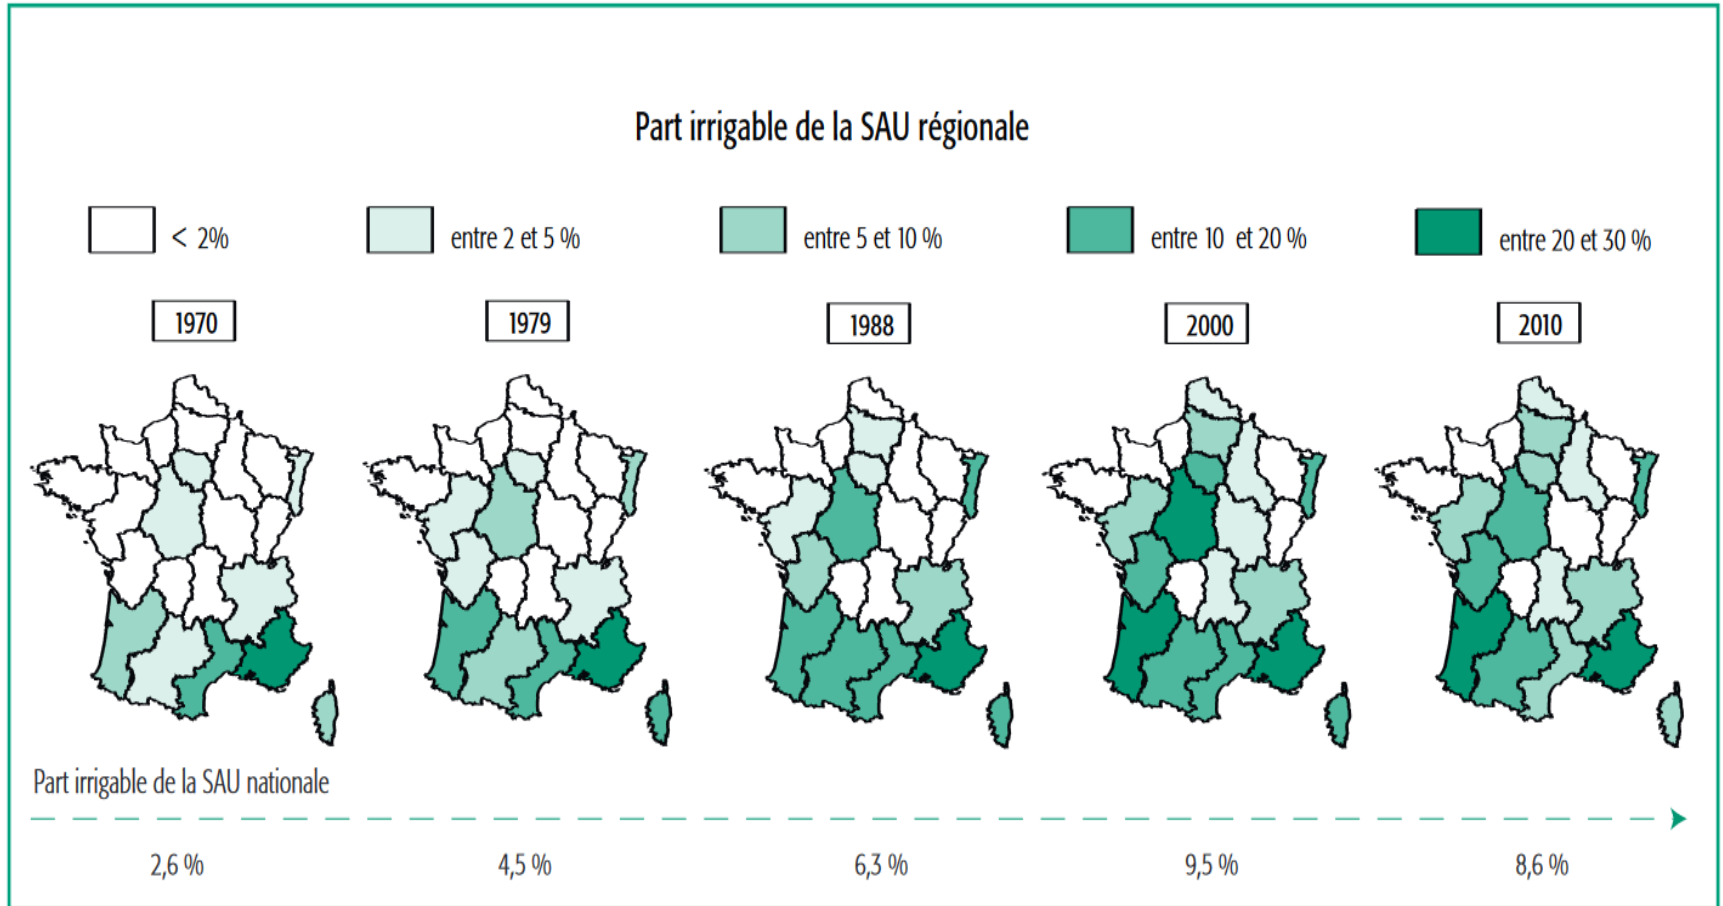 Part irrigable de la SAU régionale
< 2%
entre 2 et 5 %
entre 5 et 10 %
entre 10 et 20 %
entre 20 et 30 %
1970
1979
1988
2000
2010
Part irrigable de la SAU nationale
2,6 %
4,5 %
6,3 %
9,5 %
8,6 %